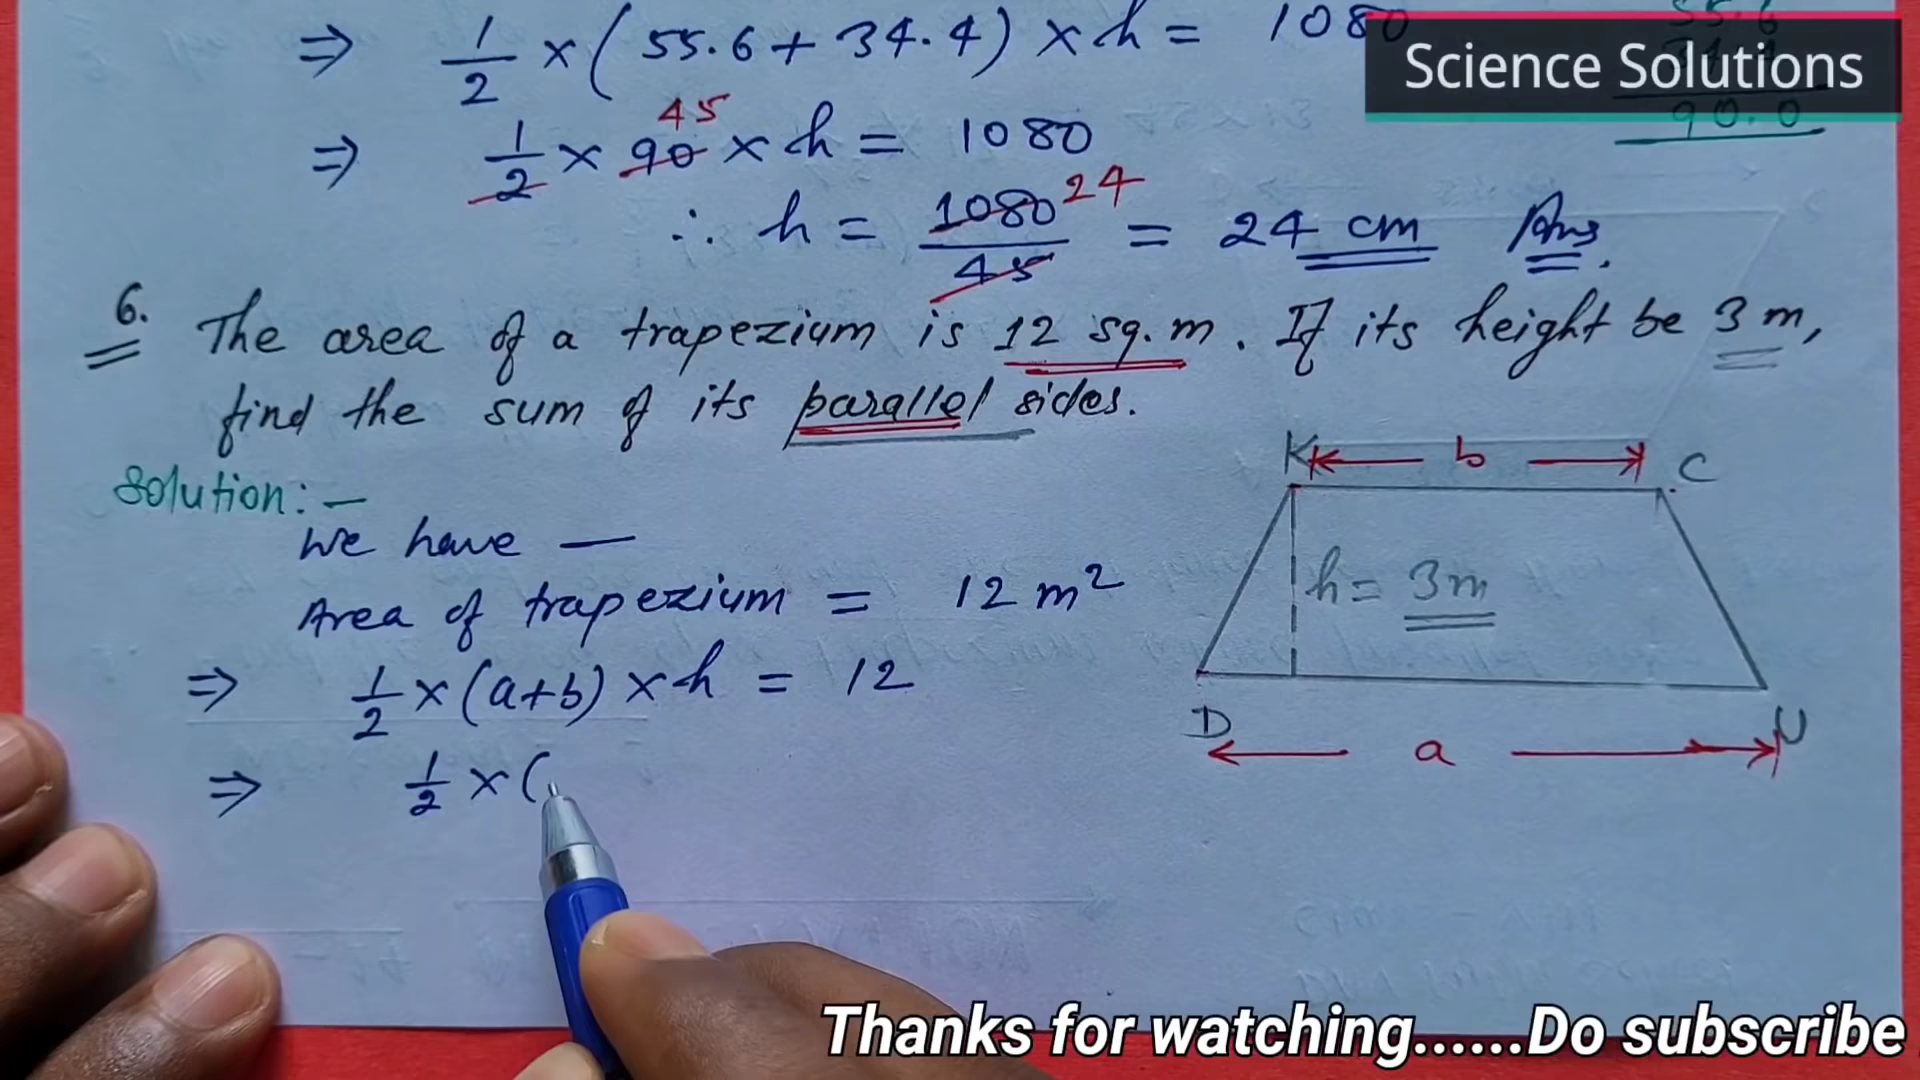 ⇒ 1/2 × (55.6 + 34.4) × h = 1080
Science Solutions
90.0
45
⇒ 1/2 × 90 × h = 1080
∴ h = 1080/45 24 = 24 cm Ans.
6. The area of a trapezium is 12 sq. m. If its height be 3 m,
find the sum of its parallel sides.
Solution:-
K b C
We have —
h = 3m
Area of trapezium = 12 m²
⇒ 1/2 × (a+b) × h = 12
D a U
⇒ 1/2 × (
Thanks for watching......Do subscribe